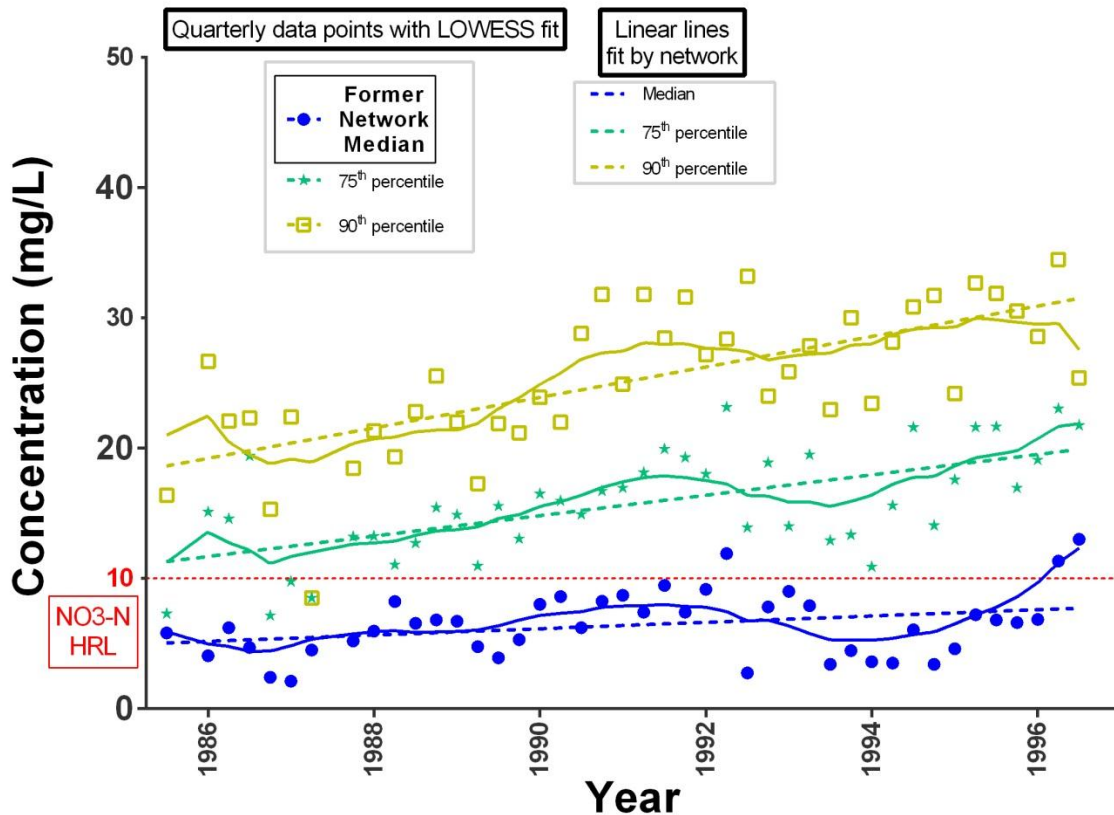 Quarterly data points with LOWESS fit
Linear lines
fit by network
Former
Network
Median
75th percentile
90th percentile
Median
75th percentile
90th percentile
Concentration (mg/L)
50
40
30
20
10
0
NO3-N
HRL
1986
1988
1990
1992
1994
1996
Year